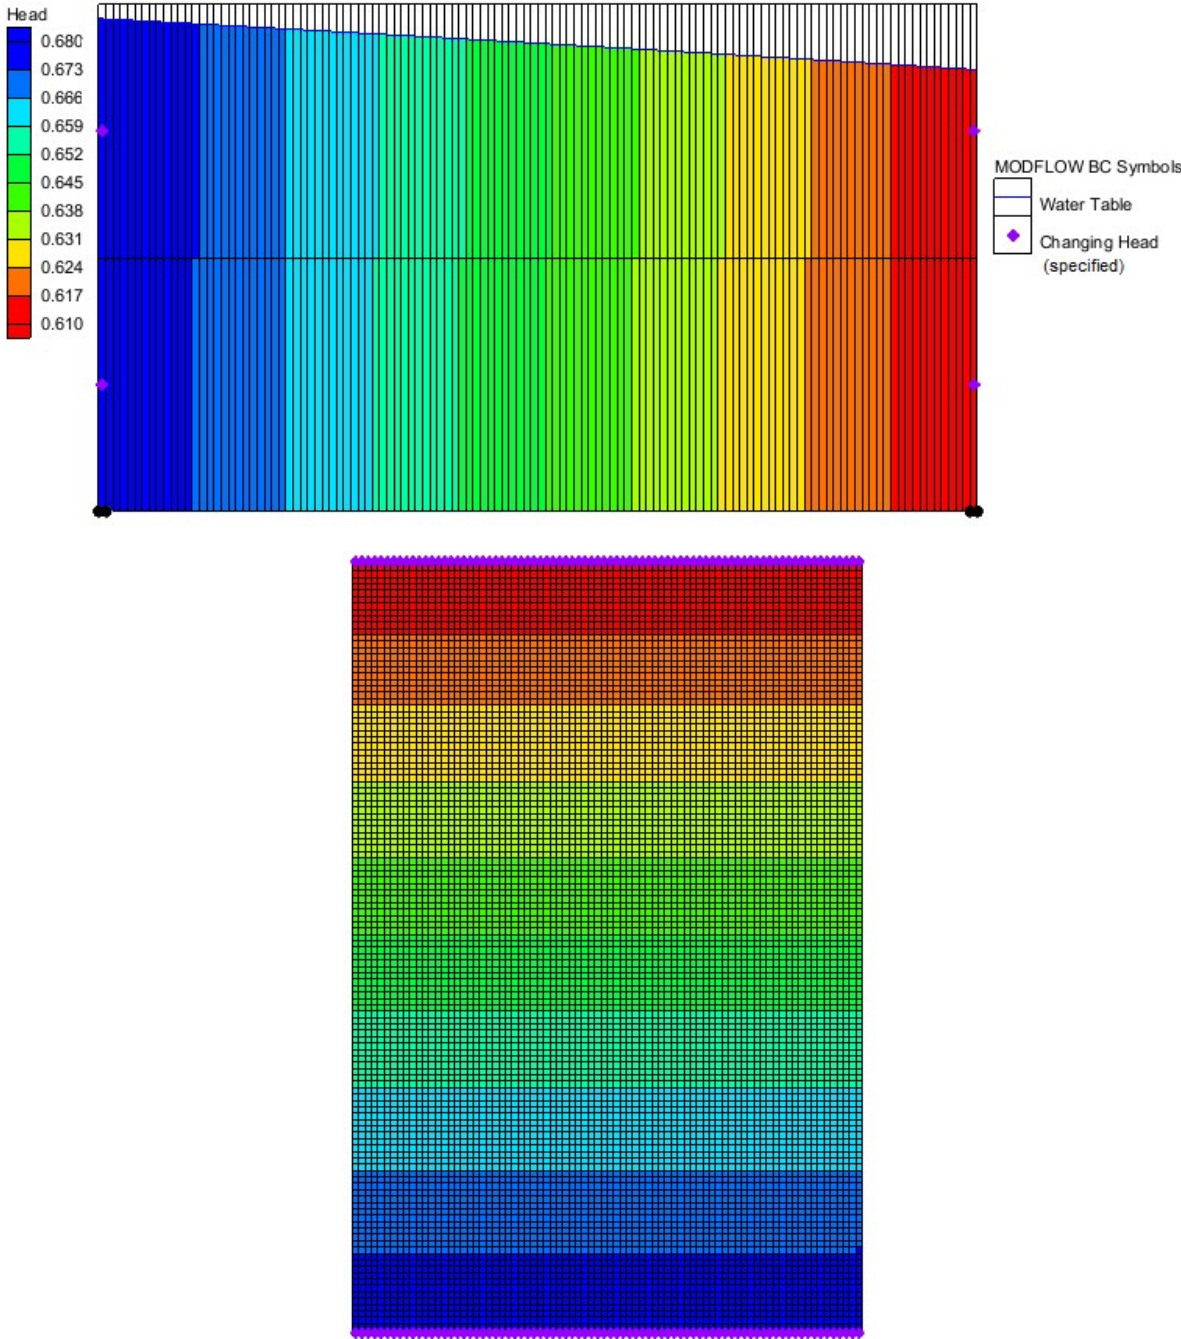 Head
0.680
0.673
0.666
0.659
0.652
0.645
0.638
0.631
0.624
0.617
0.610
MODFLOW BC Symbols
Water Table
Changing Head
(specified)